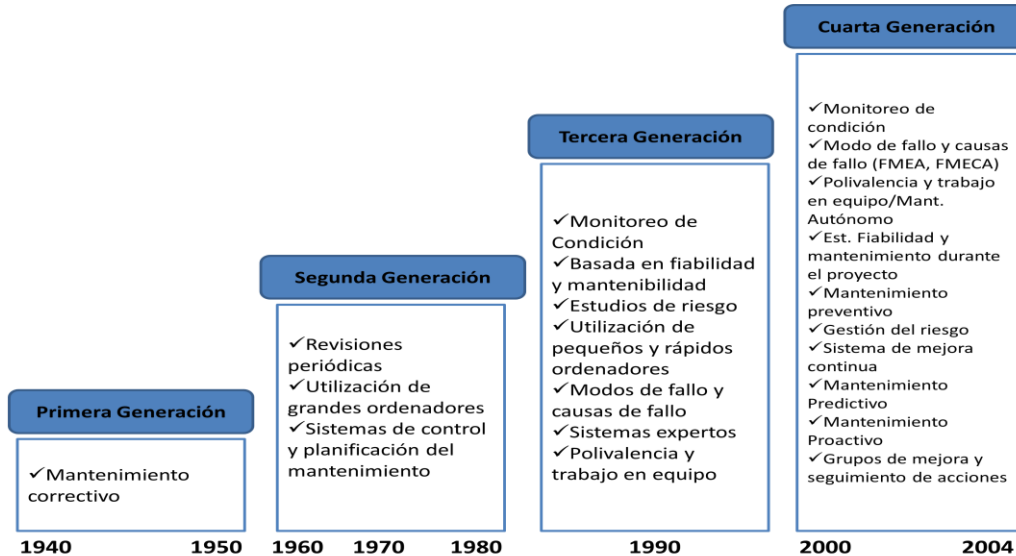 Primera Generación
✓Mantenimiento
correctivo
1940
1950
Segunda Generación
✓Revisiones
periódicas
✓Utilización de
grandes ordenadores
✓Sistemas de control
y planificación del
mantenimiento
1960
1970
1980
Tercera Generación
✓Monitoreo de
Condición
✓Basada en fiabilidad
y mantenibilidad
✓Estudios de riesgo
✓Utilización de
pequeños y rápidos
ordenadores
✓Modos de fallo y
causas de fallo
✓Sistemas expertos
✓Polivalencia y
trabajo en equipo
1990
Cuarta Generación
✓Monitoreo de
condición
✓Modo de fallo y causas
de fallo (FMEA, FMECA)
✓Polivalencia y trabajo
en equipo/Mant.
Autónomo
✓Est. Fiabilidad y
mantenimiento durante
el proyecto
✓Mantenimiento
preventivo
✓Gestión del riesgo
✓Sistema de mejora
continua
✓Mantenimiento
Predictivo
✓Mantenimiento
Proactivo
✓Grupos de mejora y
seguimiento de acciones
2000
2004